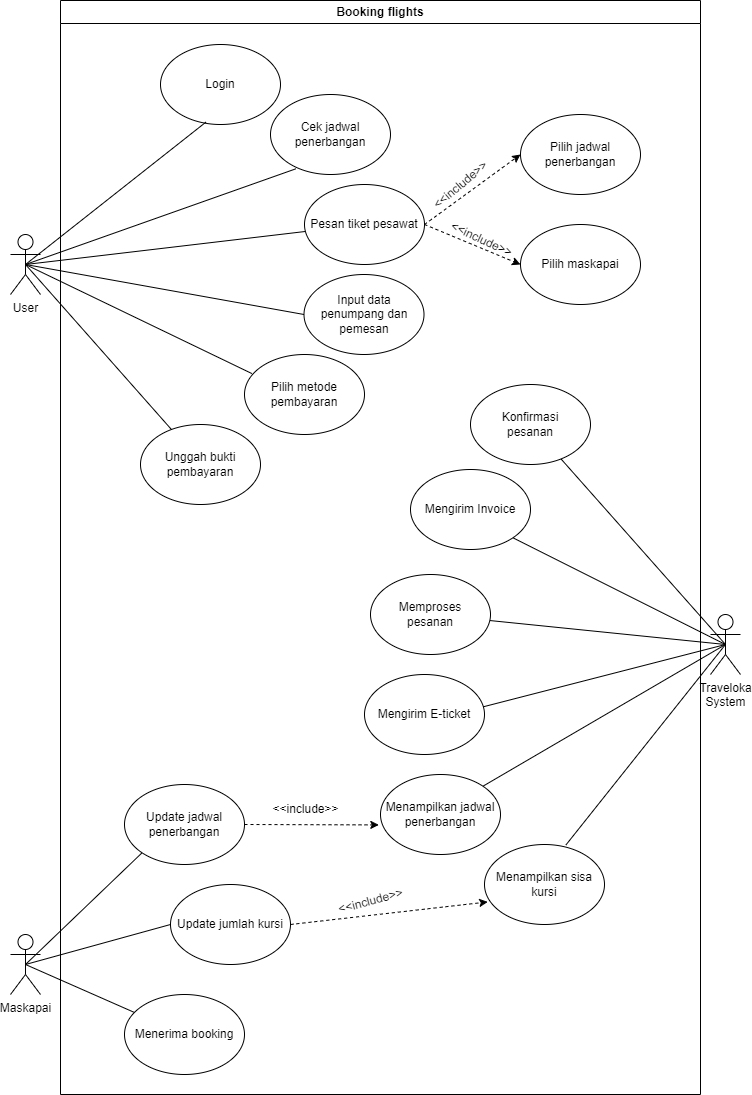 Booking flights
Login
Cek jadwal
penerbangan
Pilih jadwal
penerbangan
<<include>>
Pesan tiket pesawat
<<include>>
Pilih maskapai
User
Input data
penumpang dan
pemesan
Pilih metode
pembayaran
Unggah bukti
pembayaran
Konfirmasi
pesanan
Mengirim Invoice
Memproses
pesanan
Traveloka
System
Mengirim E-ticket
Update jadwal
penerbangan
<<include>>
Menampilkan jadwal
penerbangan
Menampilkan sisa
kursi
<<include>>
Update jumlah kursi
Maskapai
Menerima booking